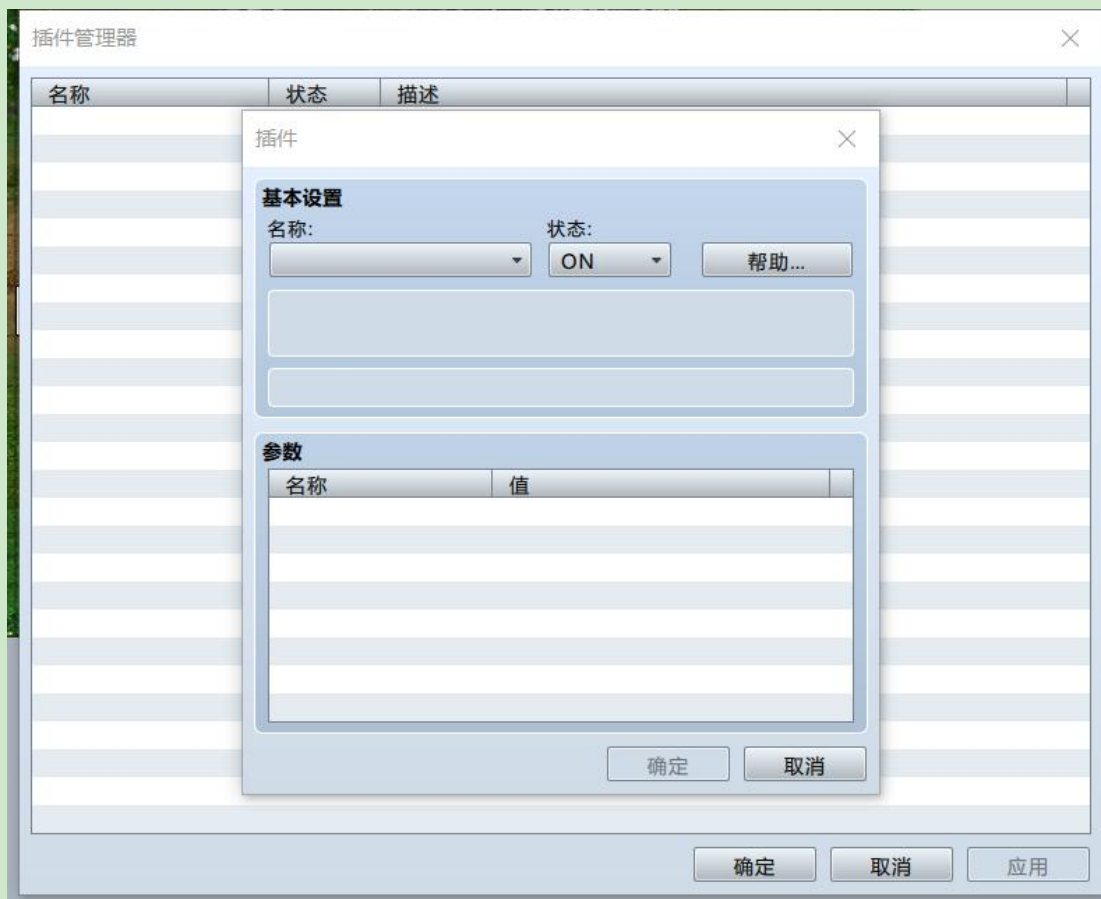 插件管理器
名称 状态 描述
插件
基本设置
名称: 状态:
ON 帮助...
参数
名称 值
确定 取消
确定 取消 应用